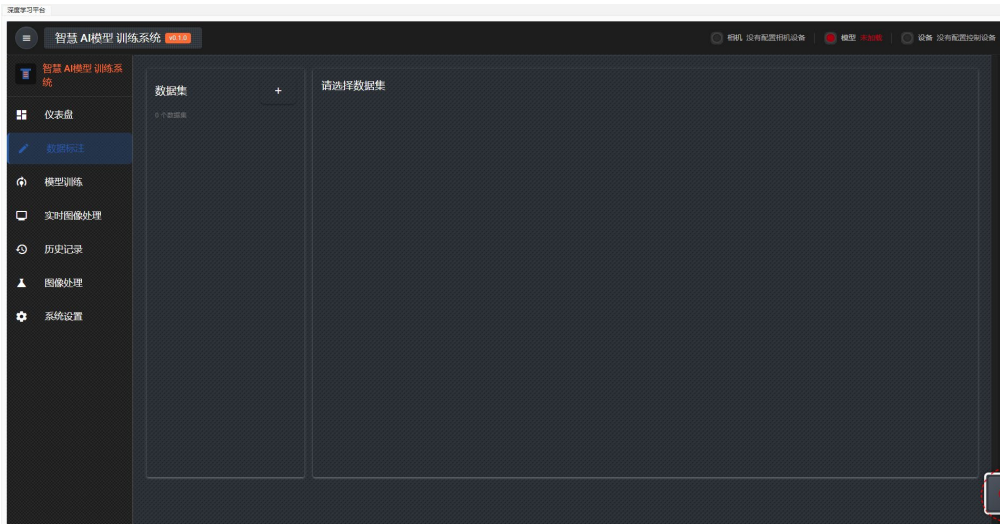 深度学习平台
智慧 AI模型 训练系统 v0.1.0
相机 没有配置相机设备
模型 未加载
设备 没有配置控制设备
智慧 AI模型 训练系
统
仪表盘
数据标注
模型训练
实时图像处理
历史记录
图像处理
系统设置
数据集 +
0 个数据集
请选择数据集